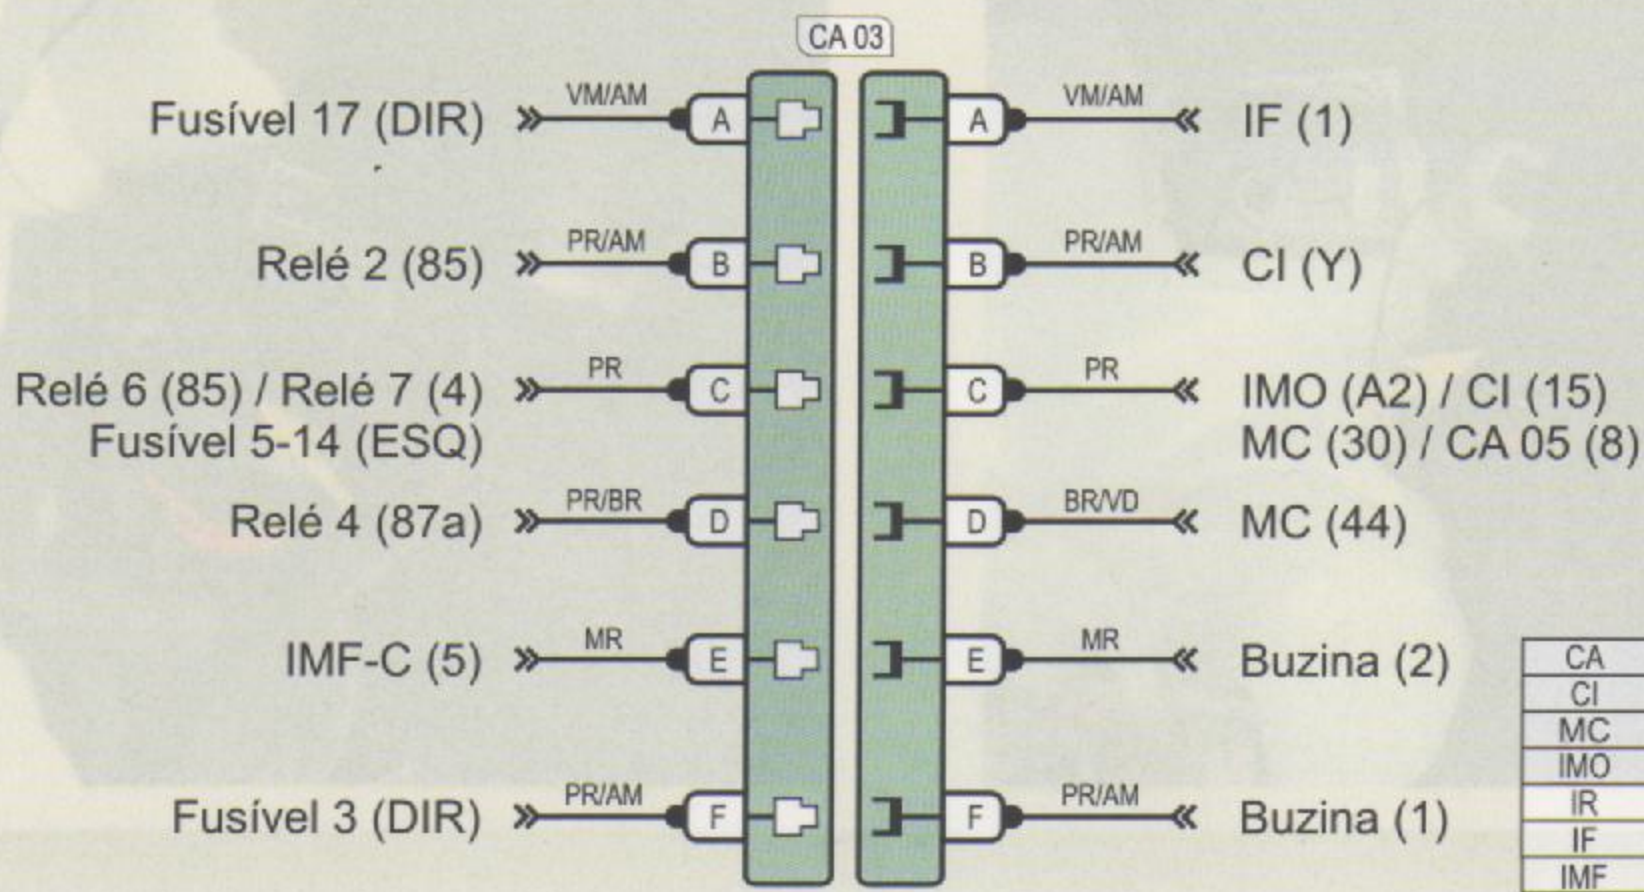 CA 03
Fusível 17 (DIR) VM/AM A A VM/AM IF (1)
Relé 2 (85) PR/AM B B PR/AM CI (Y)
Relé 6 (85) / Relé 7 (4) PR C C PR IMO (A2) / CI (15)
Fusível 5-14 (ESQ) MC (30) / CA 05 (8)
Relé 4 (87a) PR/BR D D BR/VD MC (44)
IMF-C (5) MR E E MR Buzina (2)
Fusível 3 (DIR) PR/AM F F PR/AM Buzina (1)
CA
CI
MC
IMO
IR
IF
IMF